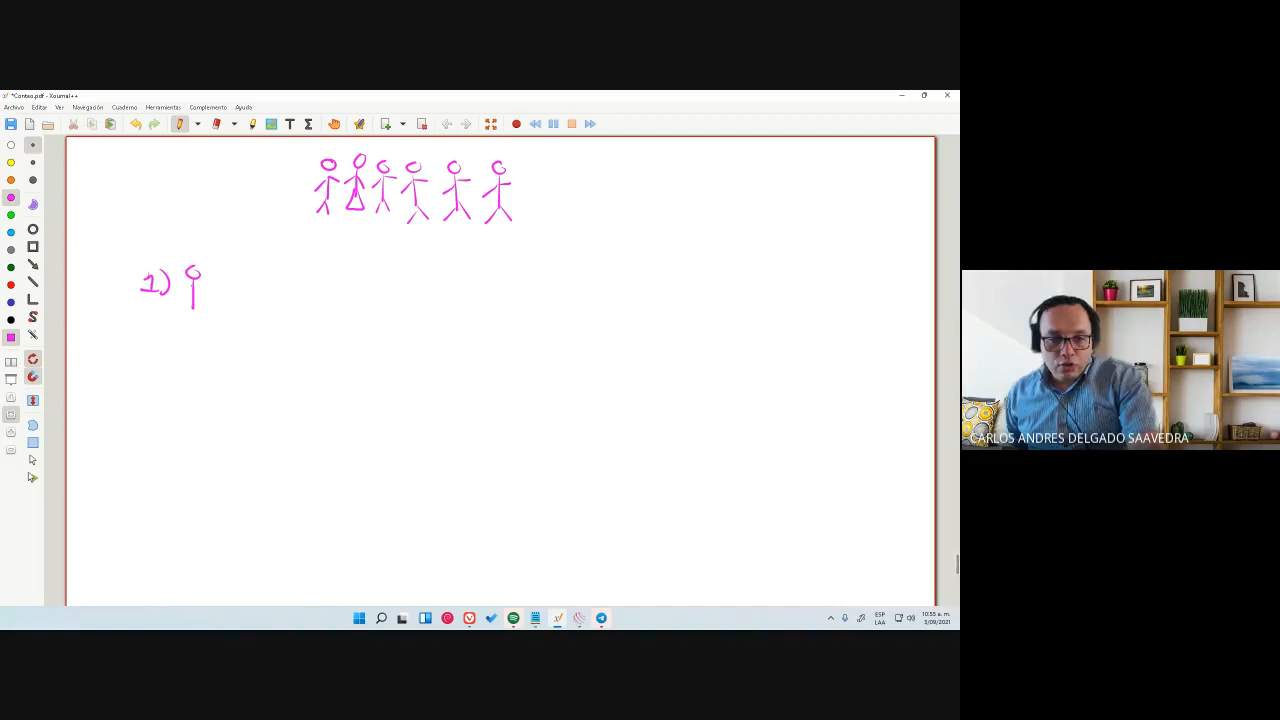 *Conteo.pdf - Xournal++
Archivo Editar Ver Navegación Cuaderno Herramientas Complemento Ayuda
1)
CARLOS ANDRES DELGADO SAAVEDRA
ESP
LAA
10:55 a. m.
3/09/2021